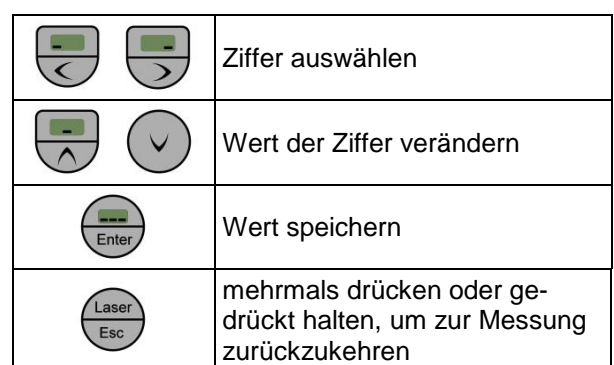 Ziffer auswählen
Wert der Ziffer verändern
Enter
Wert speichern
Laser
Esc
mehrmals drücken oder ge-
drückt halten, um zur Messung
zurückzukehren